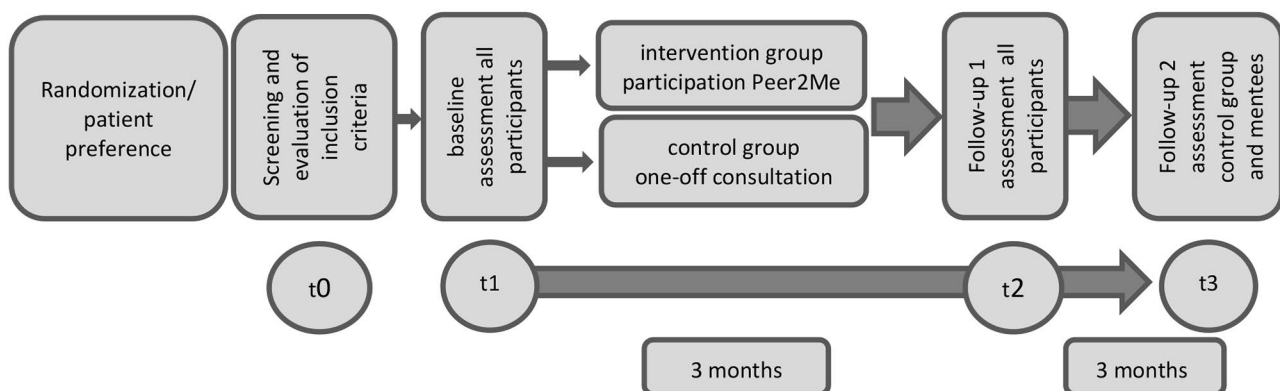 Randomization/
patient
preference
Screening and
evaluation of
inclusion
criteria
baseline
assessment all
participants
intervention group
participation Peer2Me
control group
one-off consultation
Follow-up 1
assessment all
participants
Follow-up 2
assessment
control group
and mentees
t0
t1
t2
t3
3 months
3 months